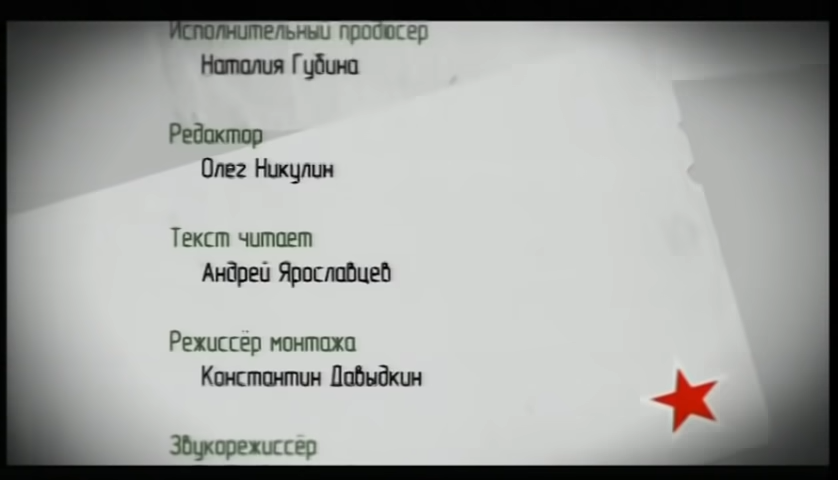 Исполнительный продюсер
Наталия Губина
Редактор
Олег Никулин
Текст читает
Андрей Ярославцев
Режиссёр монтажа
Константин Давыдкин
Звукорежиссёр